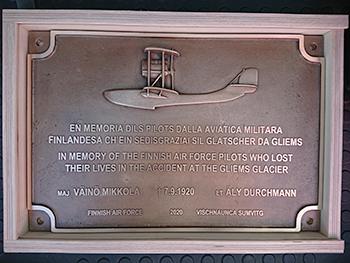 EN MEMORIA DILS PILOTS DALLA AVIATICA MILITARA
FINLANDESA CH EIN SEDISGRAZIAI SIL GLATSCHER DA GLIEMS
IN MEMORY OF THE FINNISH AIR FORCE PILOTS WHO LOST
THEIR LIVES IN THE ACCIDENT AT THE GLIEMS GLACIER
MAJ VÄINÖ MIKKOLA † 7.9.1920 LT ÄLY DURCHMANN
FINNISH AIR FORCE 2020 VISCHNAUNCA SUMVITG